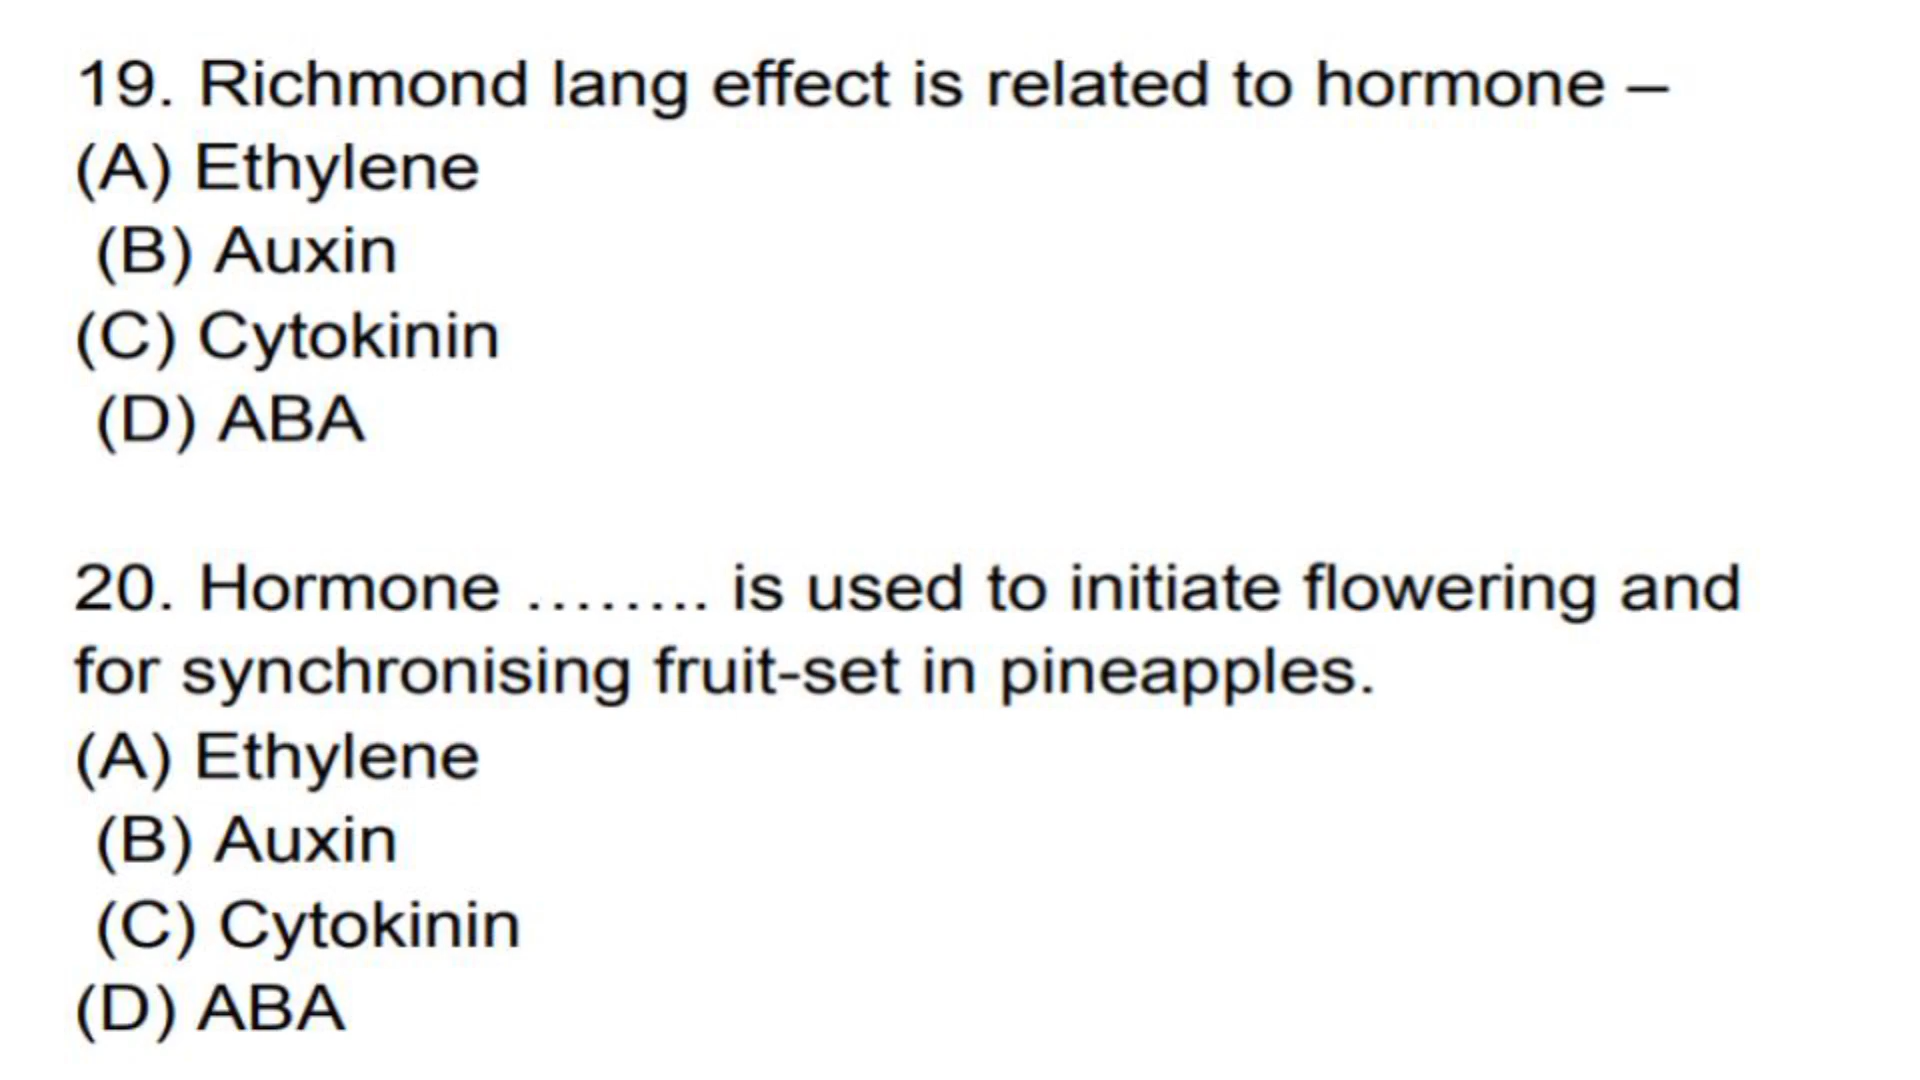 19. Richmond lang effect is related to hormone –
(A) Ethylene
(B) Auxin
(C) Cytokinin
(D) ABA
20. Hormone ........ is used to initiate flowering and
for synchronising fruit-set in pineapples.
(A) Ethylene
(B) Auxin
(C) Cytokinin
(D) ABA